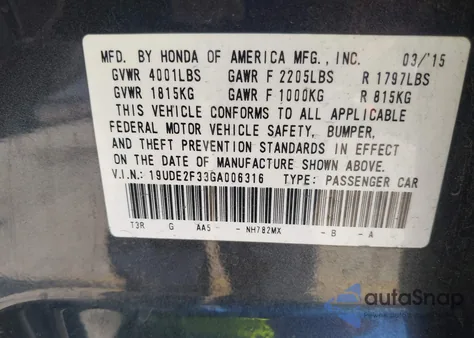 MFD. BY HONDA OF AMERICA MFG., INC. 03/'15
GVWR 4001LBS GAWR F 2205LBS R 1797LBS
GVWR 1815KG GAWR F 1000KG R 815KG
THIS VEHICLE CONFORMS TO ALL APPLICABLE
FEDERAL MOTOR VEHICLE SAFETY, BUMPER,
AND THEFT PREVENTION STANDARDS IN EFFECT
ON THE DATE OF MANUFACTURE SHOWN ABOVE.
V.I.N.: 19UDE2F33GA006316 TYPE: PASSENGER CAR
T3R G AA5 - NH782MX - B - A
autoSnap